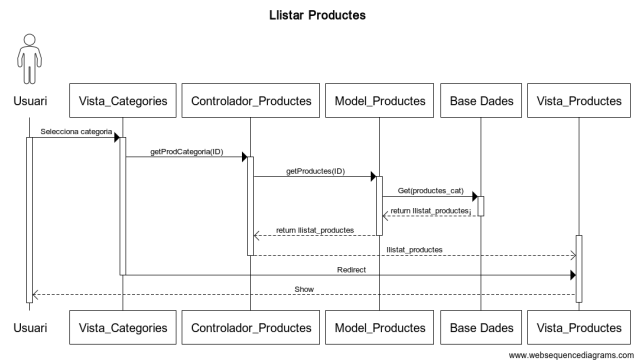 Llistar Productes
Usuari
Vista_Categories
Controlador_Productes
Model_Productes
Base Dades
Vista_Productes
Selecciona categoria
getProdCategoria(ID)
getProductes(ID)
Get(productes_cat)
return llistat_productes¡
return llistat_productes
llistat_productes
Redirect
Show
Usuari
Vista_Categories
Controlador_Productes
Model_Productes
Base Dades
Vista_Productes
www.websequencediagrams.com